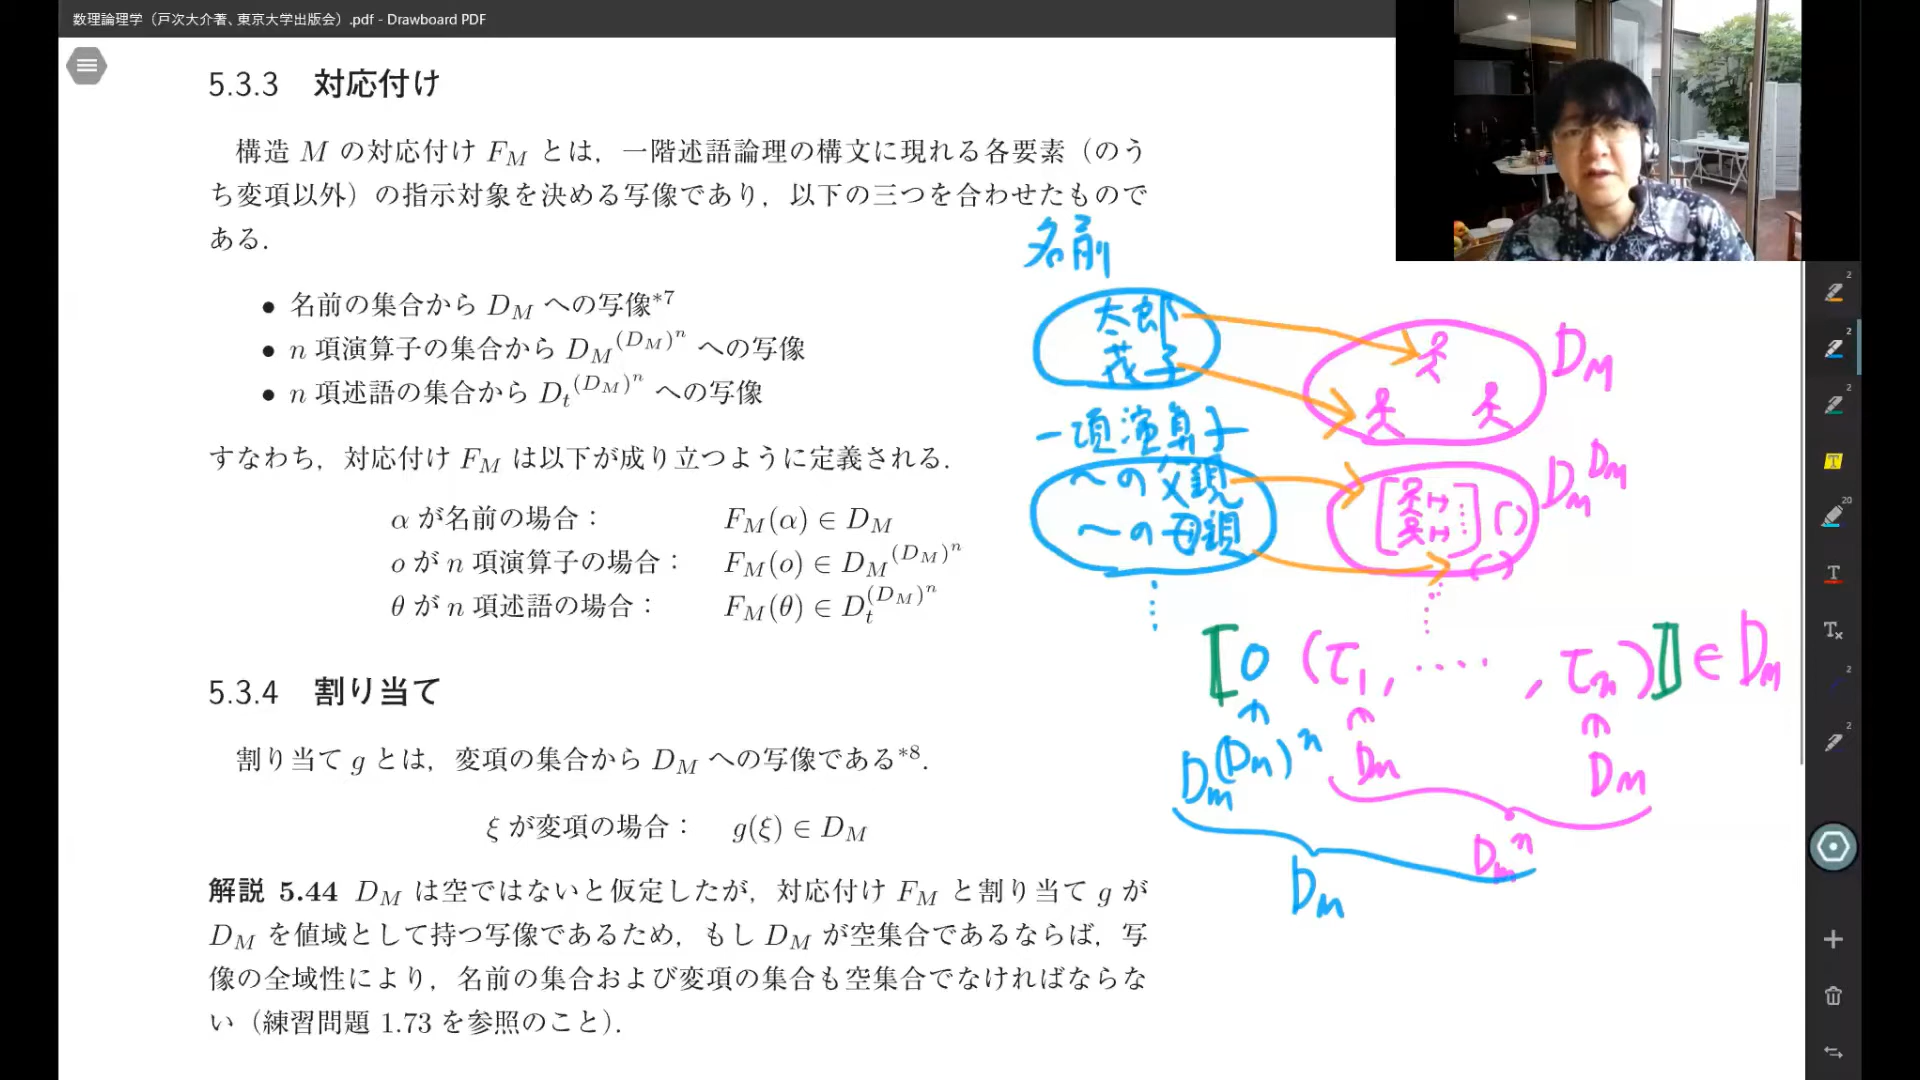 数理論理学（戸次大介著、東京大学出版会）.pdf - Drawboard PDF
5.3.3 対応付け
構造 M の対応付け F_M とは，一階述語論理の構文に現れる各要素（のう
ち変項以外）の指示対象を決める写像であり，以下の三つを合わせたもので
ある．
• 名前の集合から D_M への写像*7
• n 項演算子の集合から D_M^{(D_M)^n} への写像
• n 項述語の集合から D_t^{(D_M)^n} への写像
すなわち，対応付け F_M は以下が成り立つように定義される．
α が名前の場合： F_M(α) ∈ D_M
o が n 項演算子の場合： F_M(o) ∈ D_M^{(D_M)^n}
θ が n 項述語の場合： F_M(θ) ∈ D_t^{(D_M)^n}
5.3.4 割り当て
割り当て g とは，変項の集合から D_M への写像である*8．
ξ が変項の場合： g(ξ) ∈ D_M
解説 5.44 D_M は空ではないと仮定したが，対応付け F_M と割り当て g が
D_M を値域として持つ写像であるため，もし D_M が空集合であるならば，写
像の全域性により，名前の集合および変項の集合も空集合でなければならな
い（練習問題 1.73 を参照のこと）．
名前
太郎
花子
D_M
一項演算子
〜の父親
〜の母親
D_M^{D_M}
⟦o (τ_1, ・・・・ , τ_n)⟧ ∈ D_M
D_M^{(D_M)^n} D_M D_M
D_M^n
D_M
2
2
2
T
20
T
Tx
2
2